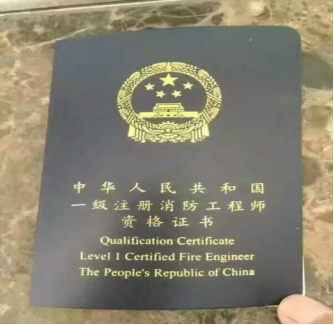 中华人民共和国
一级注册消防工程师
资格证书
Qualification Certificate
Level 1 Certified Fire Engineer
The People's Republic of China